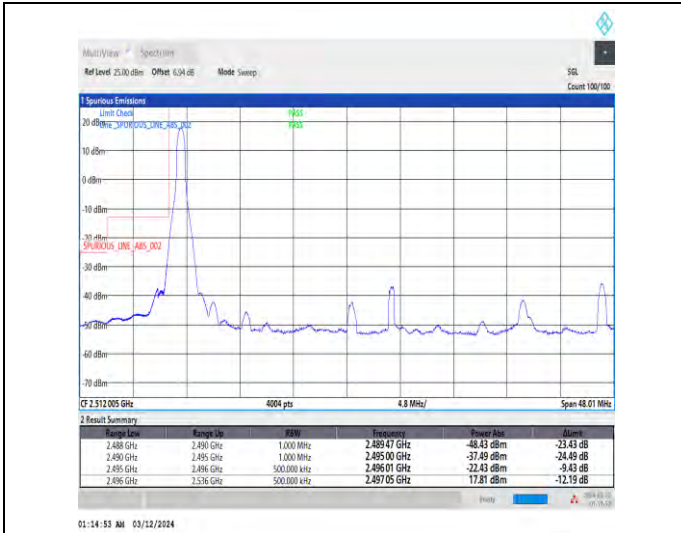 MultiView Spectrum
Ref Level 25.00 dBm Offset 6.94 dB Mode Sweep SGL
Count 100/100
1 Spurious Emissions
Limit Check PASS
20 dBm Line _SPURIOUS_LINE_ABS_002 PASS
10 dBm
0 dBm
-10 dBm
-20 dBm
SPURIOUS_LINE_ABS_002
-30 dBm
-40 dBm
-50 dBm
-60 dBm
-70 dBm
CF 2.512 005 GHz 4004 pts 4.8 MHz/ Span 48.01 MHz
2 Result Summary
Range Low Range Up RBW Frequency Power Abs ΔLimit
2.488 GHz 2.490 GHz 1.000 MHz 2.489 47 GHz -48.43 dBm -23.43 dB
2.490 GHz 2.495 GHz 1.000 MHz 2.495 00 GHz -37.49 dBm -24.49 dB
2.495 GHz 2.496 GHz 500.000 kHz 2.496 01 GHz -22.43 dBm -9.43 dB
2.496 GHz 2.536 GHz 500.000 kHz 2.497 05 GHz 17.81 dBm -12.19 dB
01:14:53 AM 03/12/2024